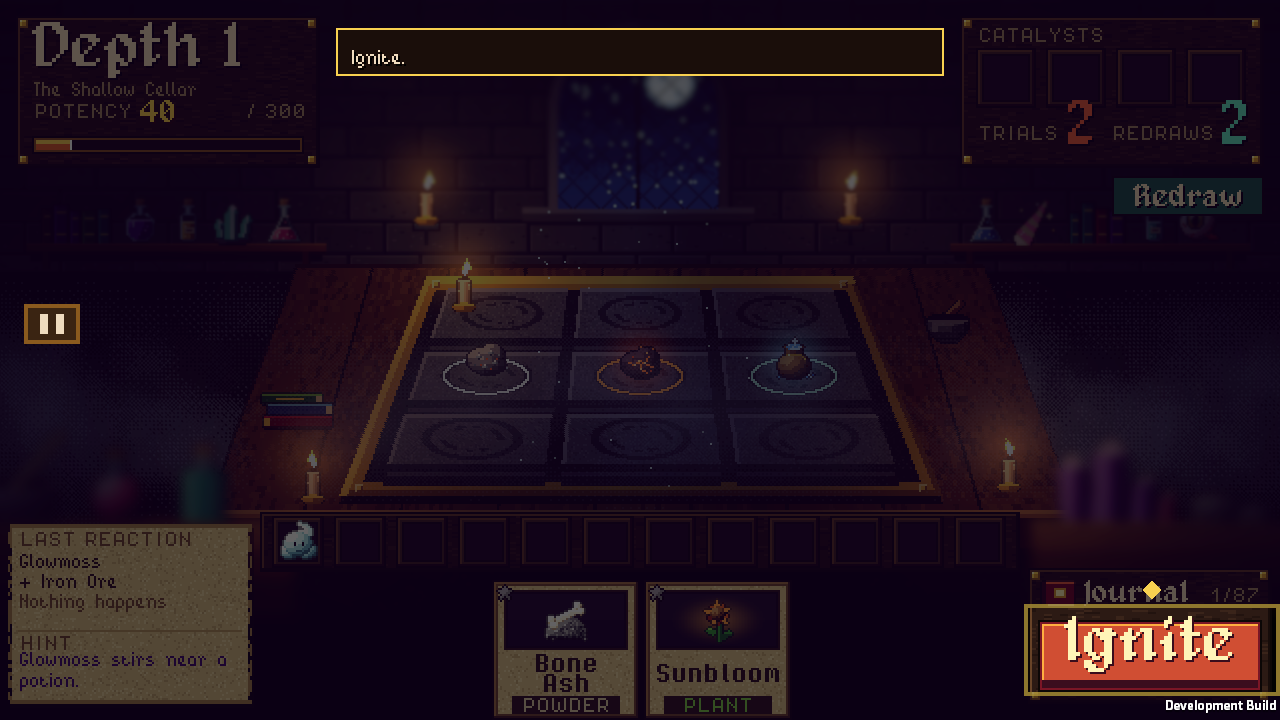 Depth 1
The Shallow Cellar
POTENCY 40 / 300
Ignite.
CATALYSTS
TRIALS 2 REDRAWS 2
Redraw
LAST REACTION
Glowmoss
+ Iron Ore
Nothing happens
HINT
Glowmoss stirs near a
potion.
Bone
Ash
POWDER
Sunbloom
PLANT
Journal 1/87
Ignite
Development Build